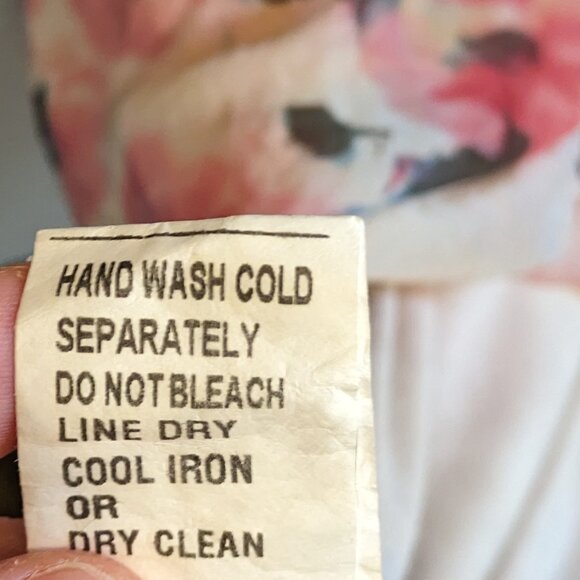 HAND WASH COLD
SEPARATELY
DO NOT BLEACH
LINE DRY
COOL IRON
OR
DRY CLEAN